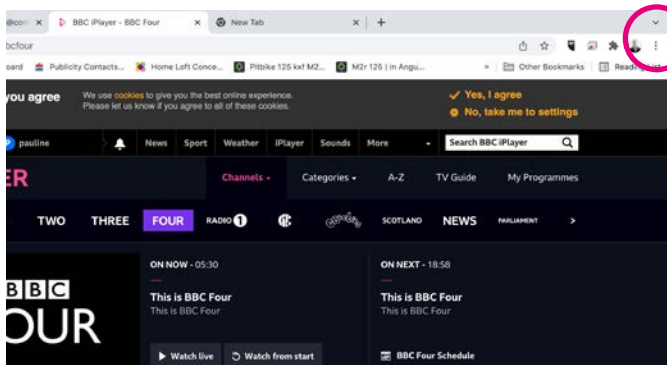 @com
BBC iPlayer - BBC Four
New Tab
bcfour
oard Publicity Contacts... Home Loft Conce... Pitbike 125 kxf M2... M2r 125 | in Angu... » Other Bookmarks Reading List
you agree
We use cookies to give you the best online experience.
Please let us know if you agree to all of these cookies.
Yes, I agree
No, take me to settings
P pauline News Sport Weather iPlayer Sounds More Search BBC iPlayer
ER Channels Categories A-Z TV Guide My Programmes
TWO THREE FOUR RADIO 1 SCOTLAND NEWS PARLIAMENT >
BBC
OUR
ON NOW - 05:30
This is BBC Four
This is BBC Four
Watch live Watch from start
ON NEXT - 18:58
This is BBC Four
This is BBC Four
BBC Four Schedule